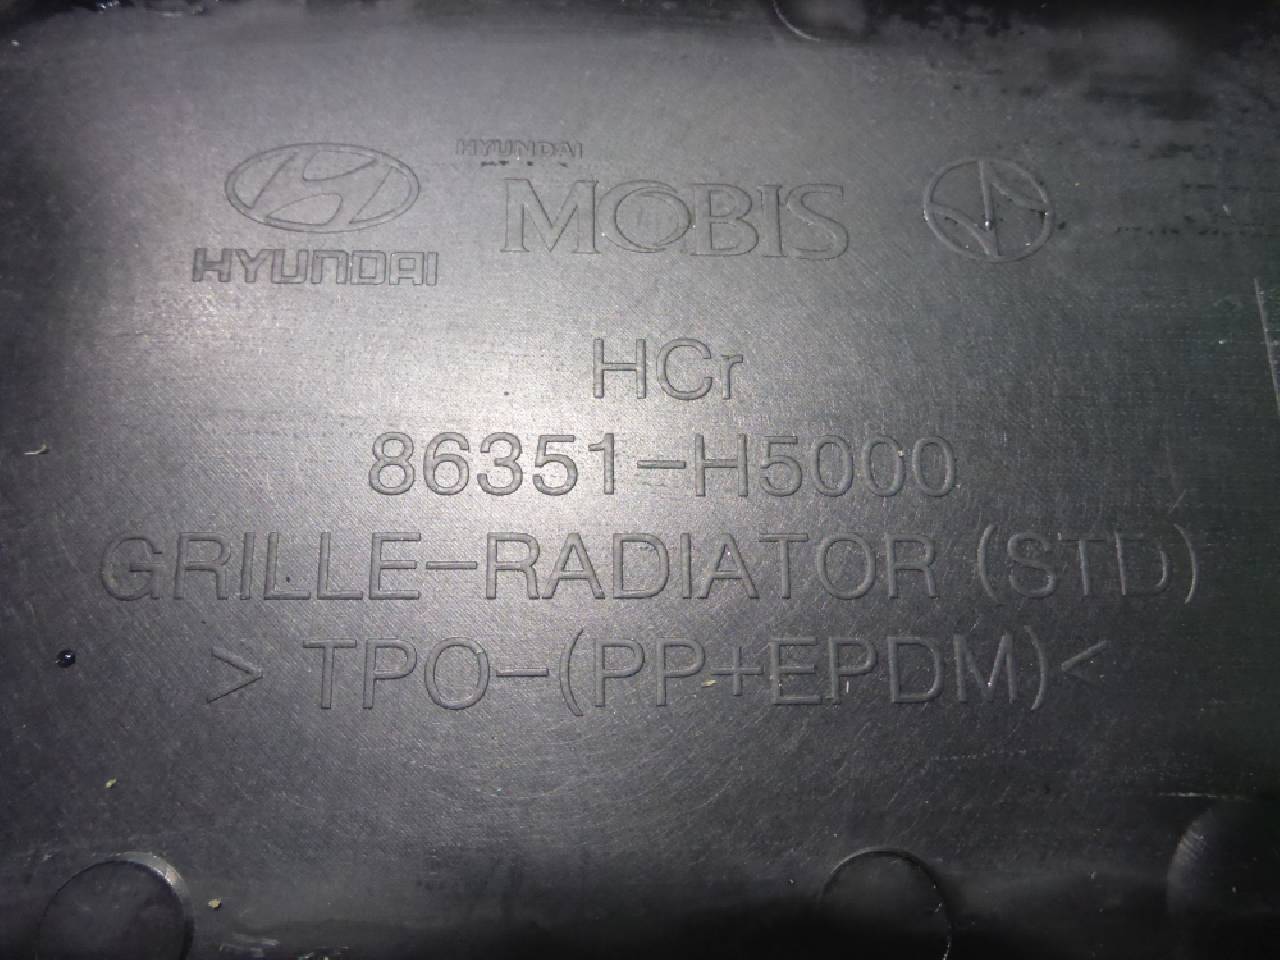 HYUNDAI
HYUNDAI
MOBIS
HCr
86351-H5000
GRILLE-RADIATOR (STD)
> TPO-(PP+EPDM)<